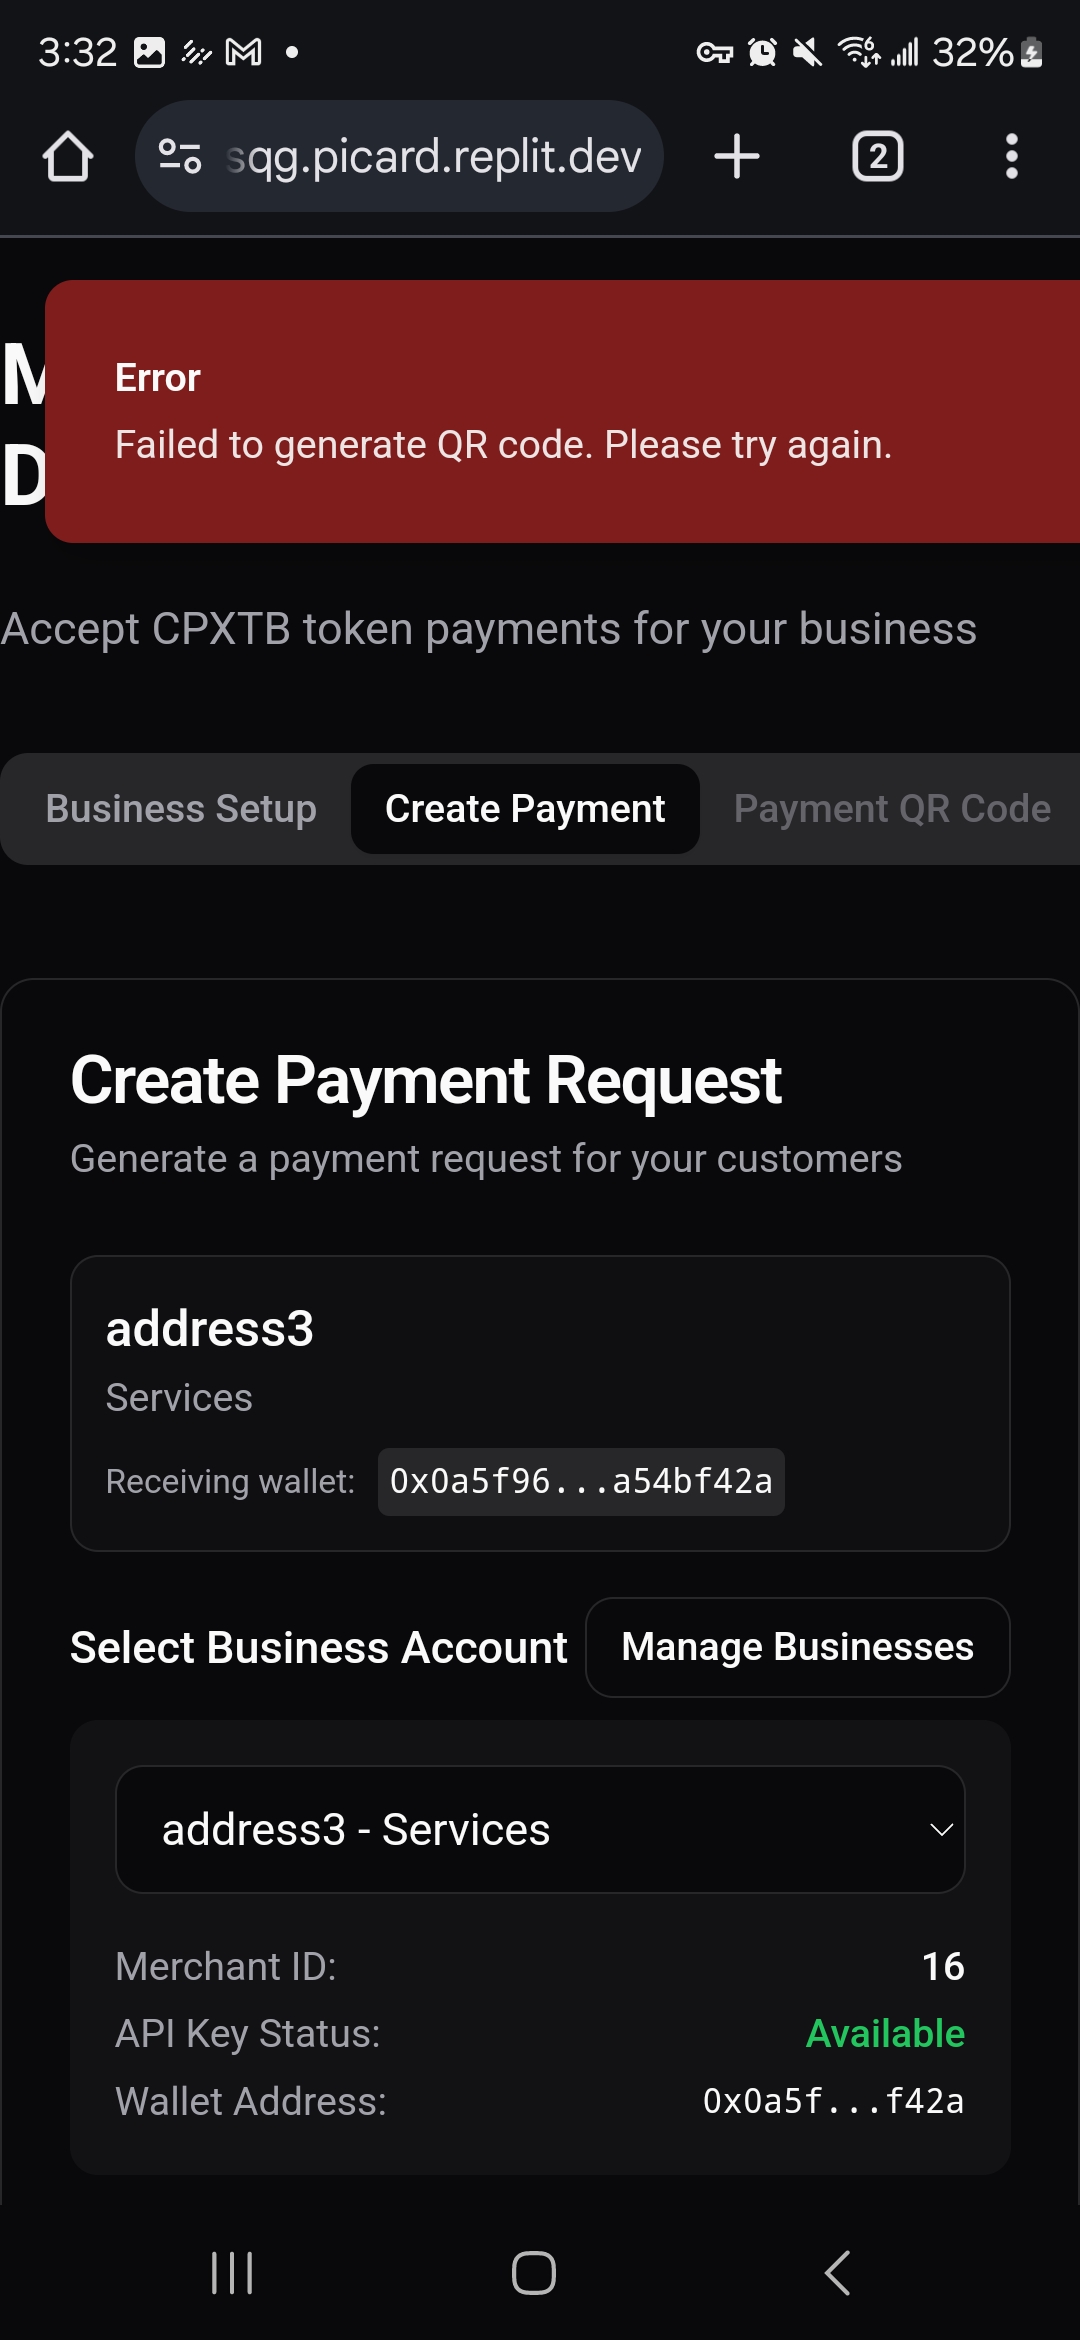 3:32
6
32%
sqg.picard.replit.dev
2
Error
Failed to generate QR code. Please try again.
Accept CPXTB token payments for your business
Business Setup
Create Payment
Payment QR Code
Create Payment Request
Generate a payment request for your customers
address3
Services
Receiving wallet: 0x0a5f96...a54bf42a
Select Business Account
Manage Businesses
address3 - Services
Merchant ID: 16
API Key Status: Available
Wallet Address: 0x0a5f...f42a